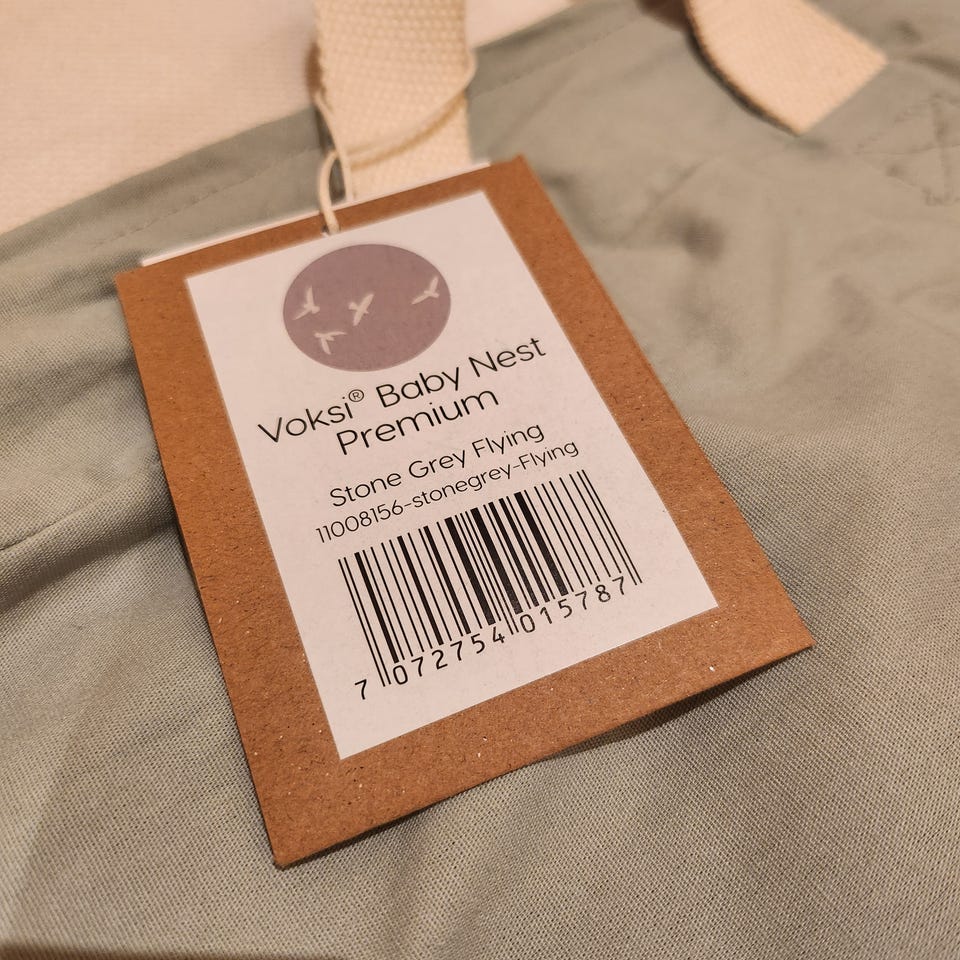 Voksi® Baby Nest
Premium
Stone Grey Flying
11008156-stonegrey-Flying
7 072754 015787